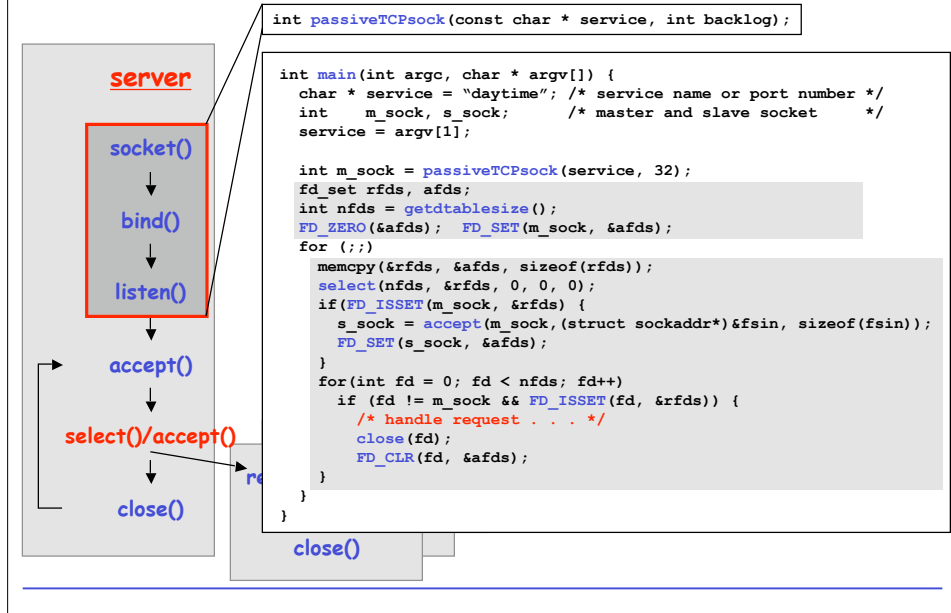 int passiveTCPsock(const char * service, int backlog);
server
socket()
bind()
listen()
accept()
select()/accept()
close()
re
close()
int main(int argc, char * argv[]) {
char * service = “daytime”; /* service name or port number */
int m_sock, s_sock; /* master and slave socket */
service = argv[1];
int m_sock = passiveTCPsock(service, 32);
fd_set rfds, afds;
int nfds = getdtablesize();
FD_ZERO(&afds); FD_SET(m_sock, &afds);
for (;;)
memcpy(&rfds, &afds, sizeof(rfds));
select(nfds, &rfds, 0, 0, 0);
if(FD_ISSET(m_sock, &rfds) {
s_sock = accept(m_sock,(struct sockaddr*)&fsin, sizeof(fsin));
FD_SET(s_sock, &afds);
}
for(int fd = 0; fd < nfds; fd++)
if (fd != m_sock && FD_ISSET(fd, &rfds)) {
/* handle request . . . */
close(fd);
FD_CLR(fd, &afds);
}
}
}